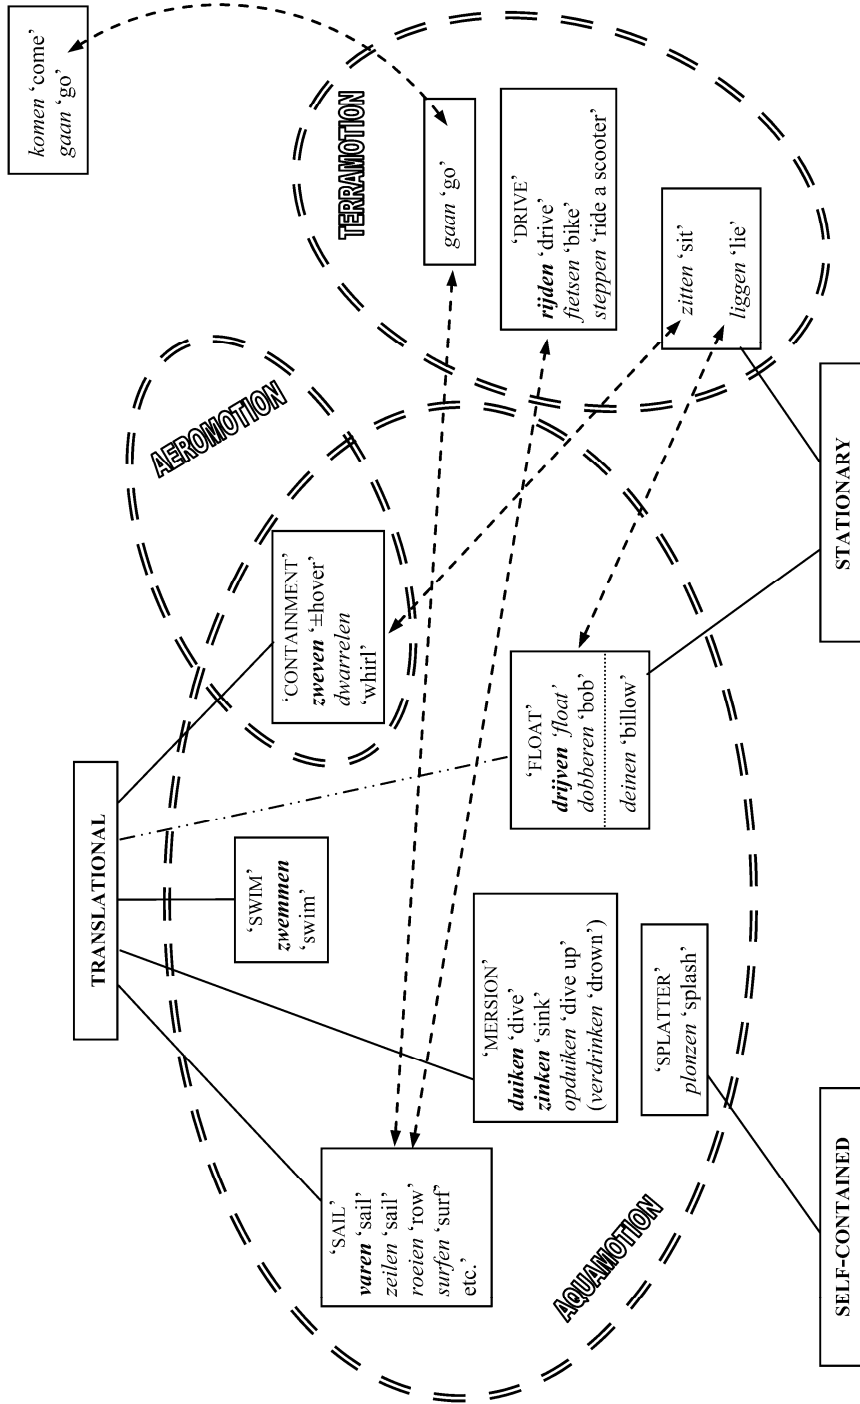 komen ‘come’
gaan ‘go’
TERRAMOTION
gaan ‘go’
‘DRIVE’
rijden ‘drive’
fietsen ‘bike’
steppen ‘ride a scooter’
zitten ‘sit’
liggen ‘lie’
AEROMOTION
‘CONTAINMENT’
zweven ‘±hover’
dwarrelen
‘whirl’
STATIONARY
‘FLOAT’
drijven ‘float’
dobberen ‘bob’
deinen ‘billow’
TRANSLATIONAL
‘SWIM’
zwemmen
‘swim’
‘MERSION’
duiken ‘dive’
zinken ‘sink’
opduiken ‘dive up’
(verdrinken ‘drown’)
‘SPLATTER’
plonzen ‘splash’
‘SAIL’
varen ‘sail’
zeilen ‘sail’
roeien ‘row’
surfen ‘surf’
etc.’
AQUAMOTION
SELF-CONTAINED